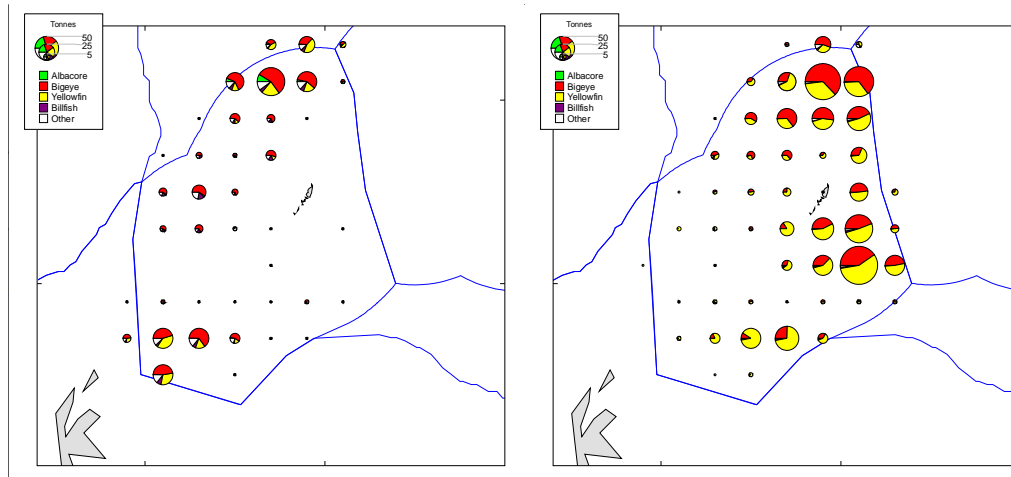 Tonnes
50
25
5
Albacore
Bigeye
Yellowfin
Billfish
Other
Tonnes
50
25
5
Albacore
Bigeye
Yellowfin
Billfish
Other